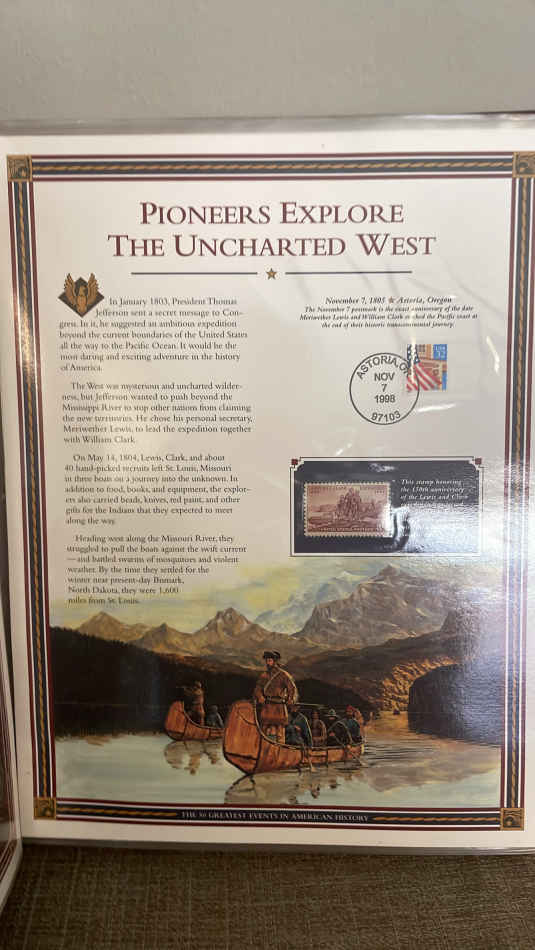 PIONEERS EXPLORE
THE UNCHARTED WEST
In January 1803, President Thomas
Jefferson sent a secret message to Con-
gress. In it, he suggested an ambitious expedition
beyond the current boundaries of the United States
all the way to the Pacific Ocean. It would be the
most daring and exciting adventure in the history
of America.
The West was mysterious and uncharted wilder-
ness, but Jefferson wanted to push beyond the
Mississippi River to stop other nations from claiming
the new territories. He chose his personal secretary,
Meriwether Lewis, to lead the expedition together
with William Clark.
On May 14, 1804, Lewis, Clark, and about
40 hand-picked recruits left St. Louis, Missouri
in three boats on a journey into the unknown. In
addition to food, books, and equipment, the explor-
ers also carried beads, knives, red paint, and other
gifts for the Indians that they expected to meet
along the way.
Heading west along the Missouri River, they
struggled to pull the boats against the swift current
—and battled swarms of mosquitoes and violent
weather. By the time they settled for the
winter near present-day Bismark,
North Dakota, they were 1,600
miles from St. Louis.
November 7, 1805 ★ Astoria, Oregon
The November 7 postmark is the exact anniversary of the date
Meriwether Lewis and William Clark reached the Pacific coast at
the end of their historic transcontinental journey.
USA
32
ASTORIA, OR
NOV
7
1998
97103
This stamp honoring
the 150th anniversary
of the Lewis and Clark
UNITED STATES POSTAGE
THE 50 GREATEST EVENTS IN AMERICAN HISTORY